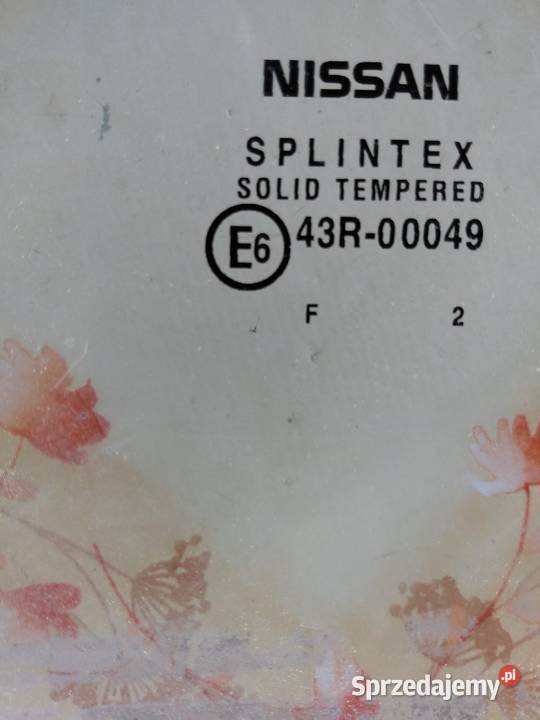 NISSAN
SPLINTEX
SOLID TEMPERED
E6 43R-00049
F 2
Sprzedajemy.pl